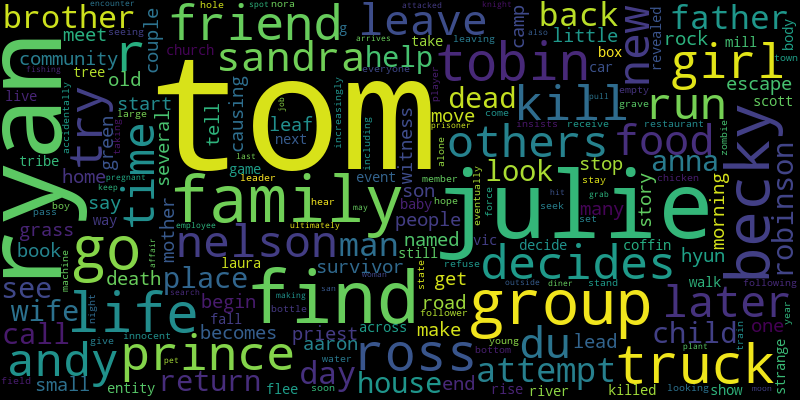 brother hole spot nora encounter attacked knight arrives also leaving back father
meet couple friend g leave camp little rock mill body
community church sandra help take box revealed town
tree old causing tobin new car girl escape
ryan live accidentally try large start several tell tom increasingly everyone dead kill player run scott
green time leaf next job move others witness insists receive restaurant empty grave
tribe taking game last including prisoner alone come food pull anna zombie
home pregnant keep leader event member look stop stay chicken
say family hear son baby hope julie eventually grab story becky robinson
boy pass way mother employee may people hit many morning
grass go nelson man ultimately named vic force seek set
book affair still decides decide coffin hyun
see death place laura survivor state get refuse outside diner stand walk following
machine life find road group later year
wife night search begin woman san follower young du child one train
call give innocent fall priest across make lead plant
andy prince becomes aaron making bottle water ross bottom attempt truck strange
field small pet return entity flee day soon house end rise river killed looking show moon
fishing